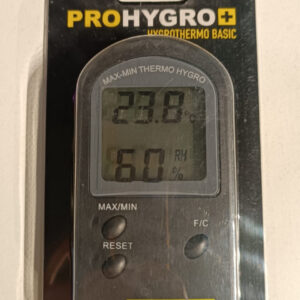 PROHYGRO+
HYGROTHERMO BASIC
MAX-MIN THERMO HYGRO
23.8 °C
60 RH %
MAX/MIN
F/C
RESET